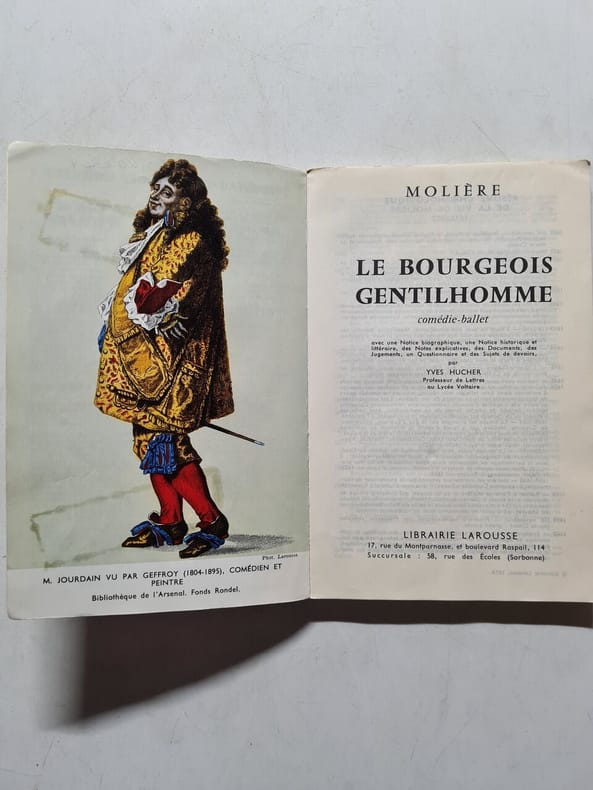 Phot. Larousse
M. JOURDAIN VU PAR GEFFROY (1804-1895), COMÉDIEN ET
PEINTRE
Bibliothèque de l'Arsenal. Fonds Rondel.
MOLIÈRE
LE BOURGEOIS
GENTILHOMME
comédie-ballet
avec une Notice biographique, une Notice historique et
littéraire, des Notes explicatives, des Documents, des
Jugements, un Questionnaire et des Sujets de devoirs,
par
YVES HUCHER
Professeur de Lettres
au Lycée Voltaire
LIBRAIRIE LAROUSSE
17, rue du Montparnasse, et boulevard Raspail, 114
Succursale : 58, rue des Écoles (Sorbonne)